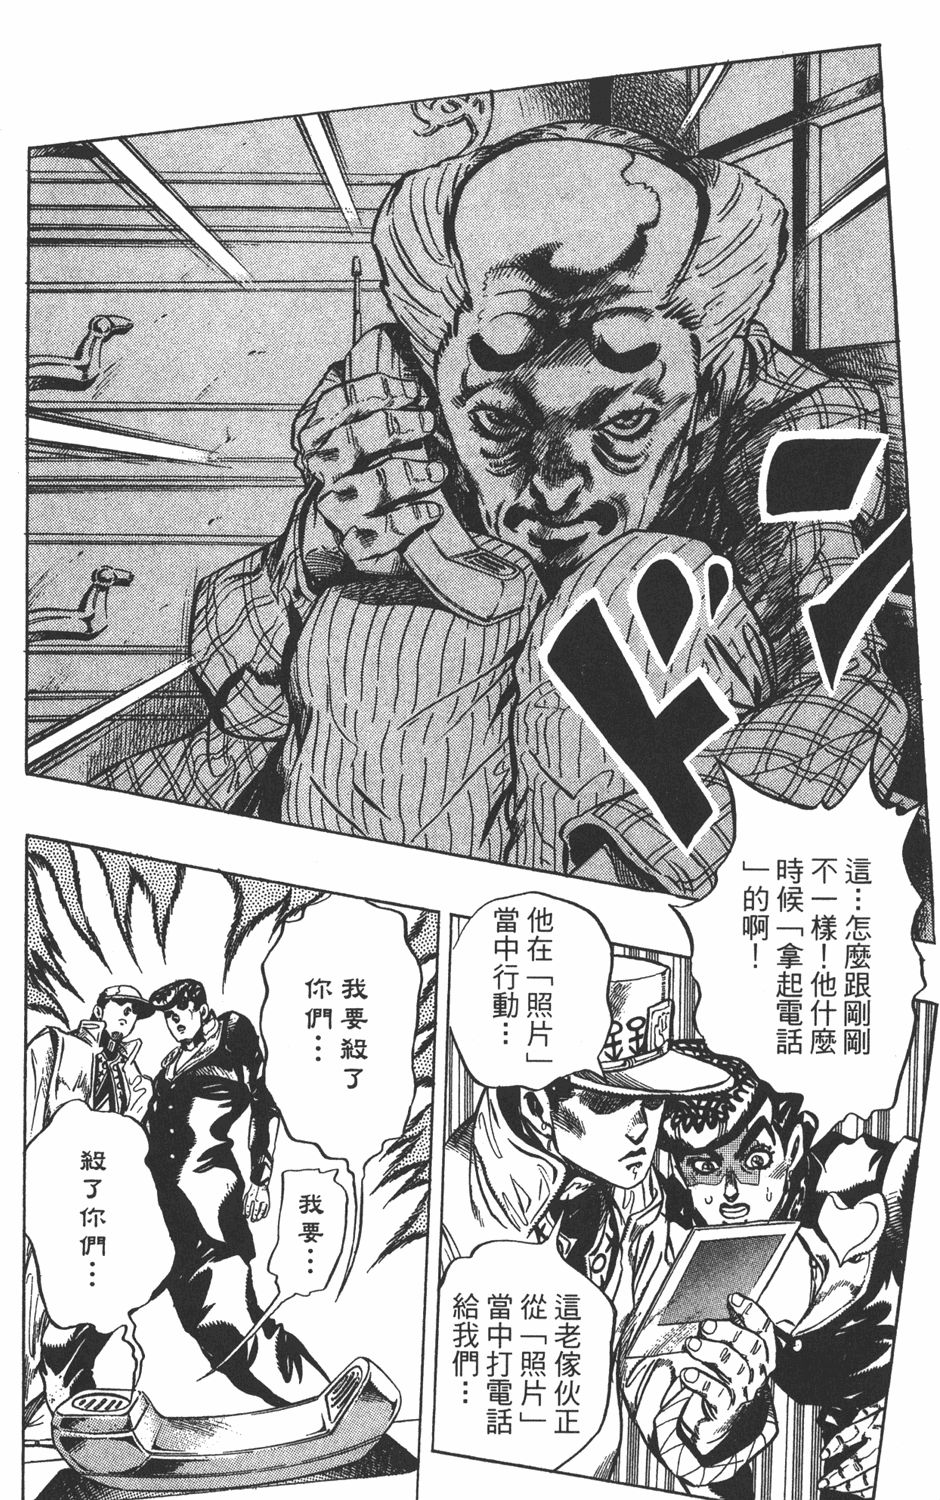 ドン
這…怎麼跟剛剛
不一樣！他什麼
時候「拿起電話
」的啊！
他在「照片」
當中行動…
這老傢伙正
從「照片」
當中打電話
給我們…
我要殺了
你們…
我要…
殺了你們…